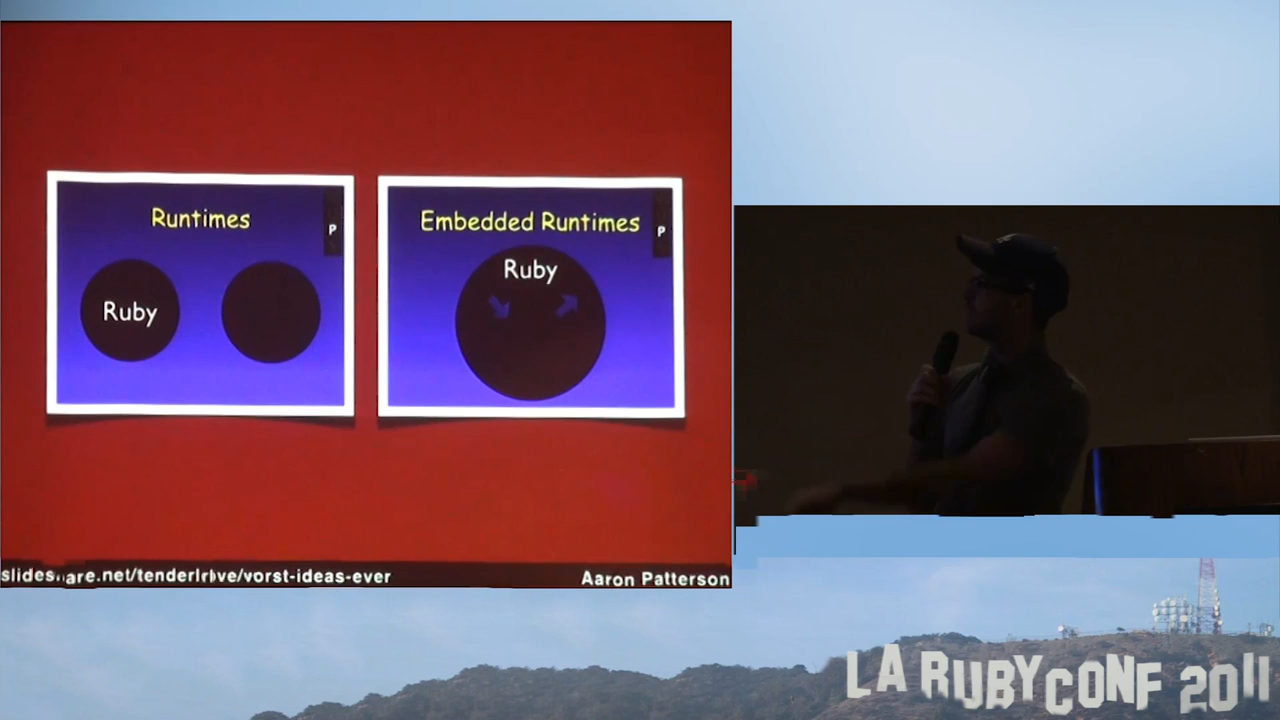 Runtimes
P
Ruby
Embedded Runtimes
P
Ruby
Aaron Patterson
LA RUBYCONF 2011